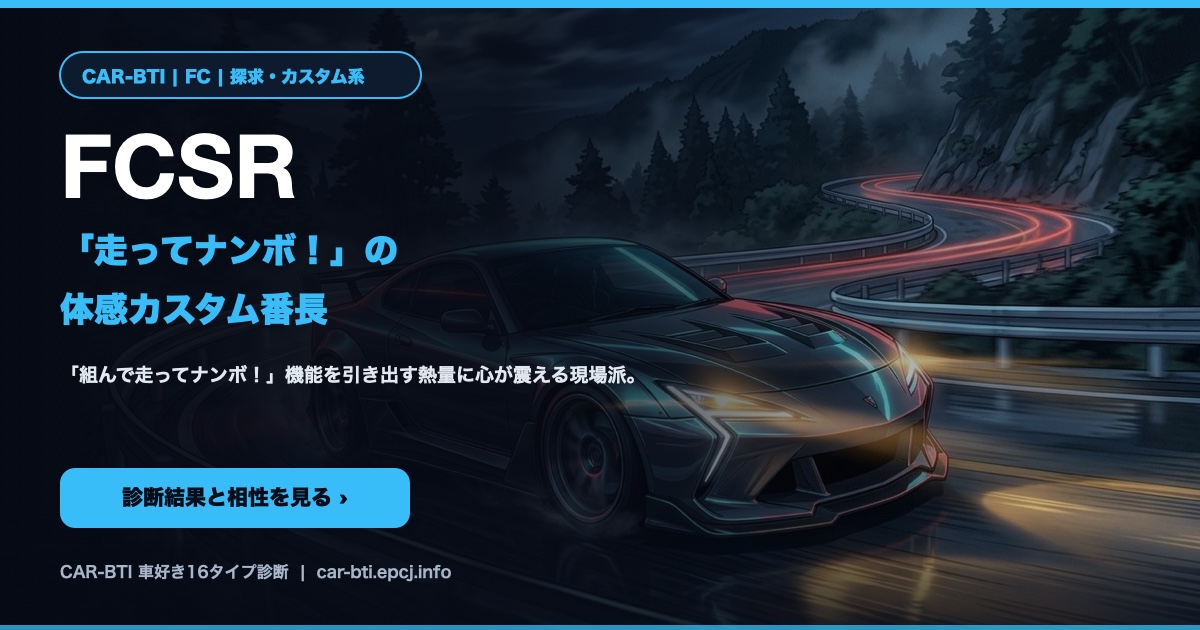 CAR-BTI | FC | 探求・カスタム系
FCSR
「走ってナンボ！」の
体感カスタム番長
「組んで走ってナンボ！」機能を引き出す熱量に心が震える現場派。
診断結果と相性を見る ›
CAR-BTI 車好き16タイプ診断 | car-bti.epcj.info